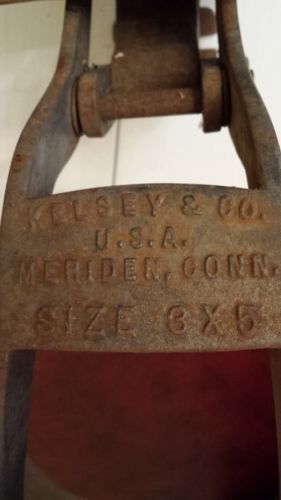 KELSEY & CO.
U.S.A.
MERIDEN, CONN.
SIZE 3X5